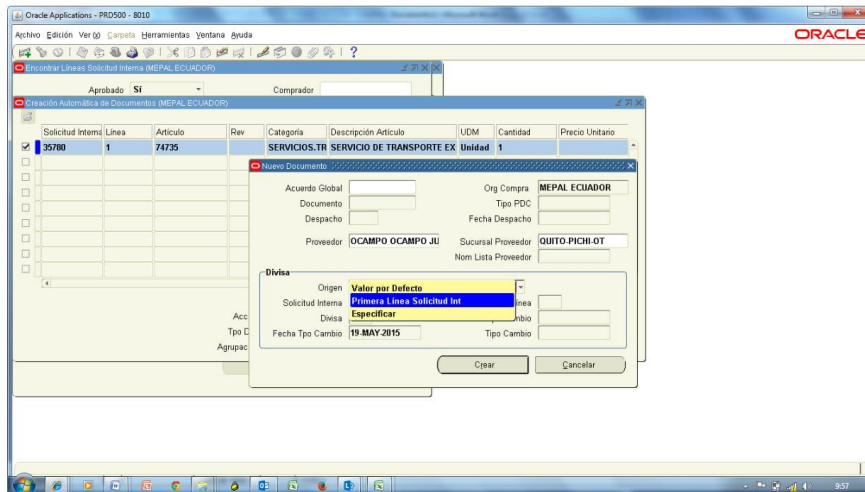 Oracle Applications - PRD500 - 8010
Archivo Edición Ver(x) Carpeta Herramientas Ventana Ayuda
ORACLE
Encontrar Líneas Solicitud Interna (MEPAL ECUADOR)
Aprobado Sí Comprador
Creación Automática de Documentos (MEPAL ECUADOR)
Solicitud Interna Línea Artículo Rev Categoría Descripción Artículo UDM Cantidad Precio Unitario
35780 1 74735 SERVICIOS.TR SERVICIO DE TRANSPORTE EX Unidad 1
Nuevo Documento
Acuerdo Global Org Compra MEPAL ECUADOR
Documento Tipo PDC
Despacho Fecha Despacho
Proveedor OCAMPO OCAMPO JU Sucursal Proveedor QUITO-PICHI-OT
Nom Lista Proveedor
Divisa
Origen Valor por Defecto
Solicitud Interna Primera Línea Solicitud Int ínea
Divisa Especificar mbio
Fecha Tpo Cambio 19-MAY-2015 Tipo Cambio
Acc
Tpo D
Agrupac
Crear Cancelar
9:57